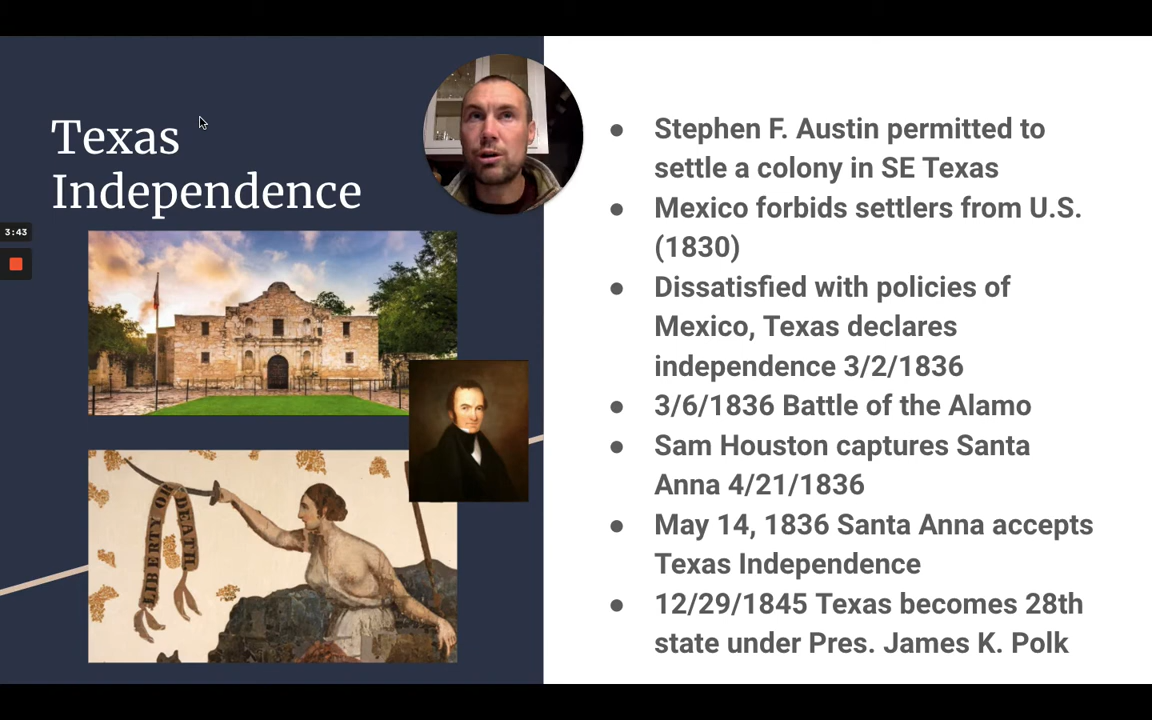 Texas
Independence
3:43
LIBERTY OR
DEATH
● Stephen F. Austin permitted to
settle a colony in SE Texas
● Mexico forbids settlers from U.S.
(1830)
● Dissatisfied with policies of
Mexico, Texas declares
independence 3/2/1836
● 3/6/1836 Battle of the Alamo
● Sam Houston captures Santa
Anna 4/21/1836
● May 14, 1836 Santa Anna accepts
Texas Independence
● 12/29/1845 Texas becomes 28th
state under Pres. James K. Polk